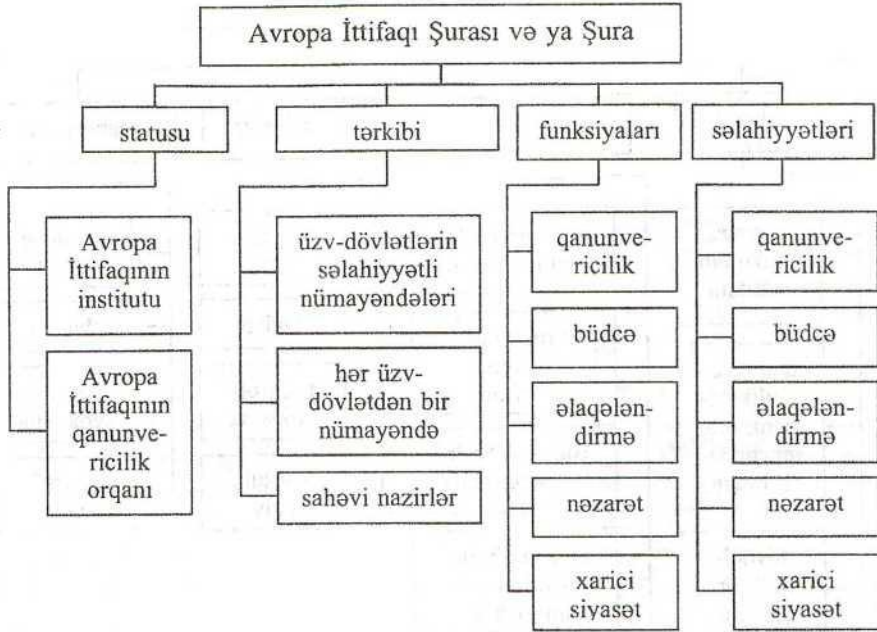 Avropa İttifaqı Şurası və ya Şura
statusu
tərkibi
funksiyaları
səlahiyyətləri
Avropa
İttifaqının
institutu
Avropa
İttifaqının
qanunve-
ricilik
orqanı
üzv-dövlətlərin
səlahiyyətli
nümayəndələri
hər üzv-
dövlətdən bir
nümayəndə
sahəvi nazirlər
qanunve-
ricilik
büdcə
əlaqələn-
dirmə
nəzarət
xarici
siyasət
qanunve-
ricilik
büdcə
əlaqələn-
dirmə
nəzarət
xarici
siyasət